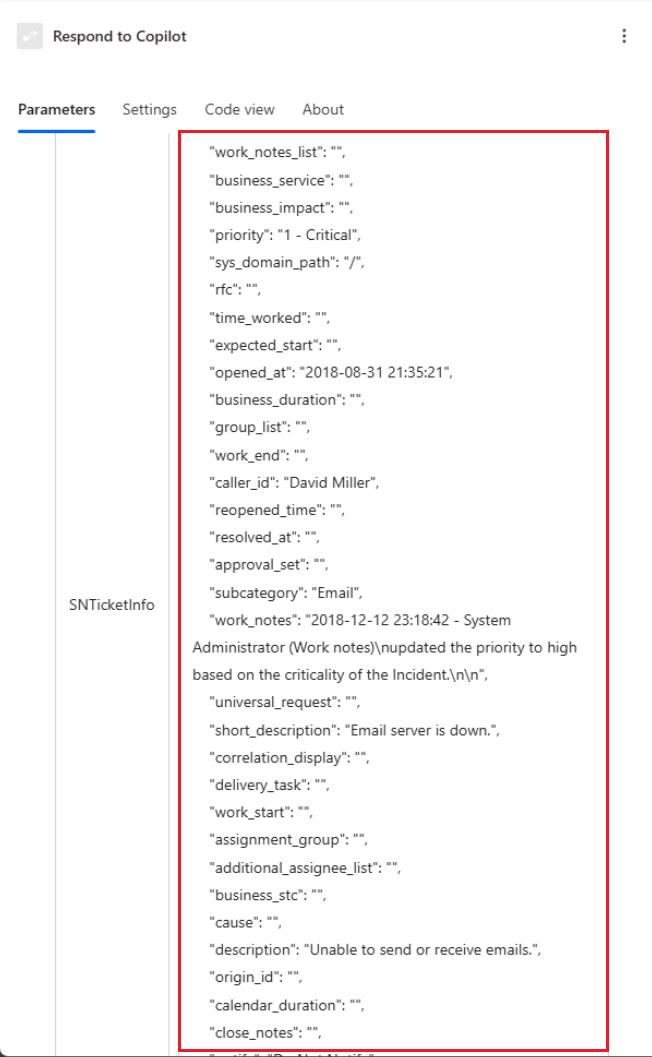 Respond to Copilot
Parameters Settings Code view About
"work_notes_list": "",
"business_service": "",
"business_impact": "",
"priority": "1 - Critical",
"sys_domain_path": "/",
"rfc": "",
"time_worked": "",
"expected_start": "",
"opened_at": "2018-08-31 21:35:21",
"business_duration": "",
"group_list": "",
"work_end": "",
"caller_id": "David Miller",
"reopened_time": "",
"resolved_at": "",
"approval_set": "",
"subcategory": "Email",
SNTicketInfo
"work_notes": "2018-12-12 23:18:42 - System
Administrator (Work notes)\nupdated the priority to high
based on the criticality of the Incident.\n\n",
"universal_request": "",
"short_description": "Email server is down.",
"correlation_display": "",
"delivery_task": "",
"work_start": "",
"assignment_group": "",
"additional_assignee_list": "",
"business_stc": "",
"cause": "",
"description": "Unable to send or receive emails.",
"origin_id": "",
"calendar_duration": "",
"close_notes": "",